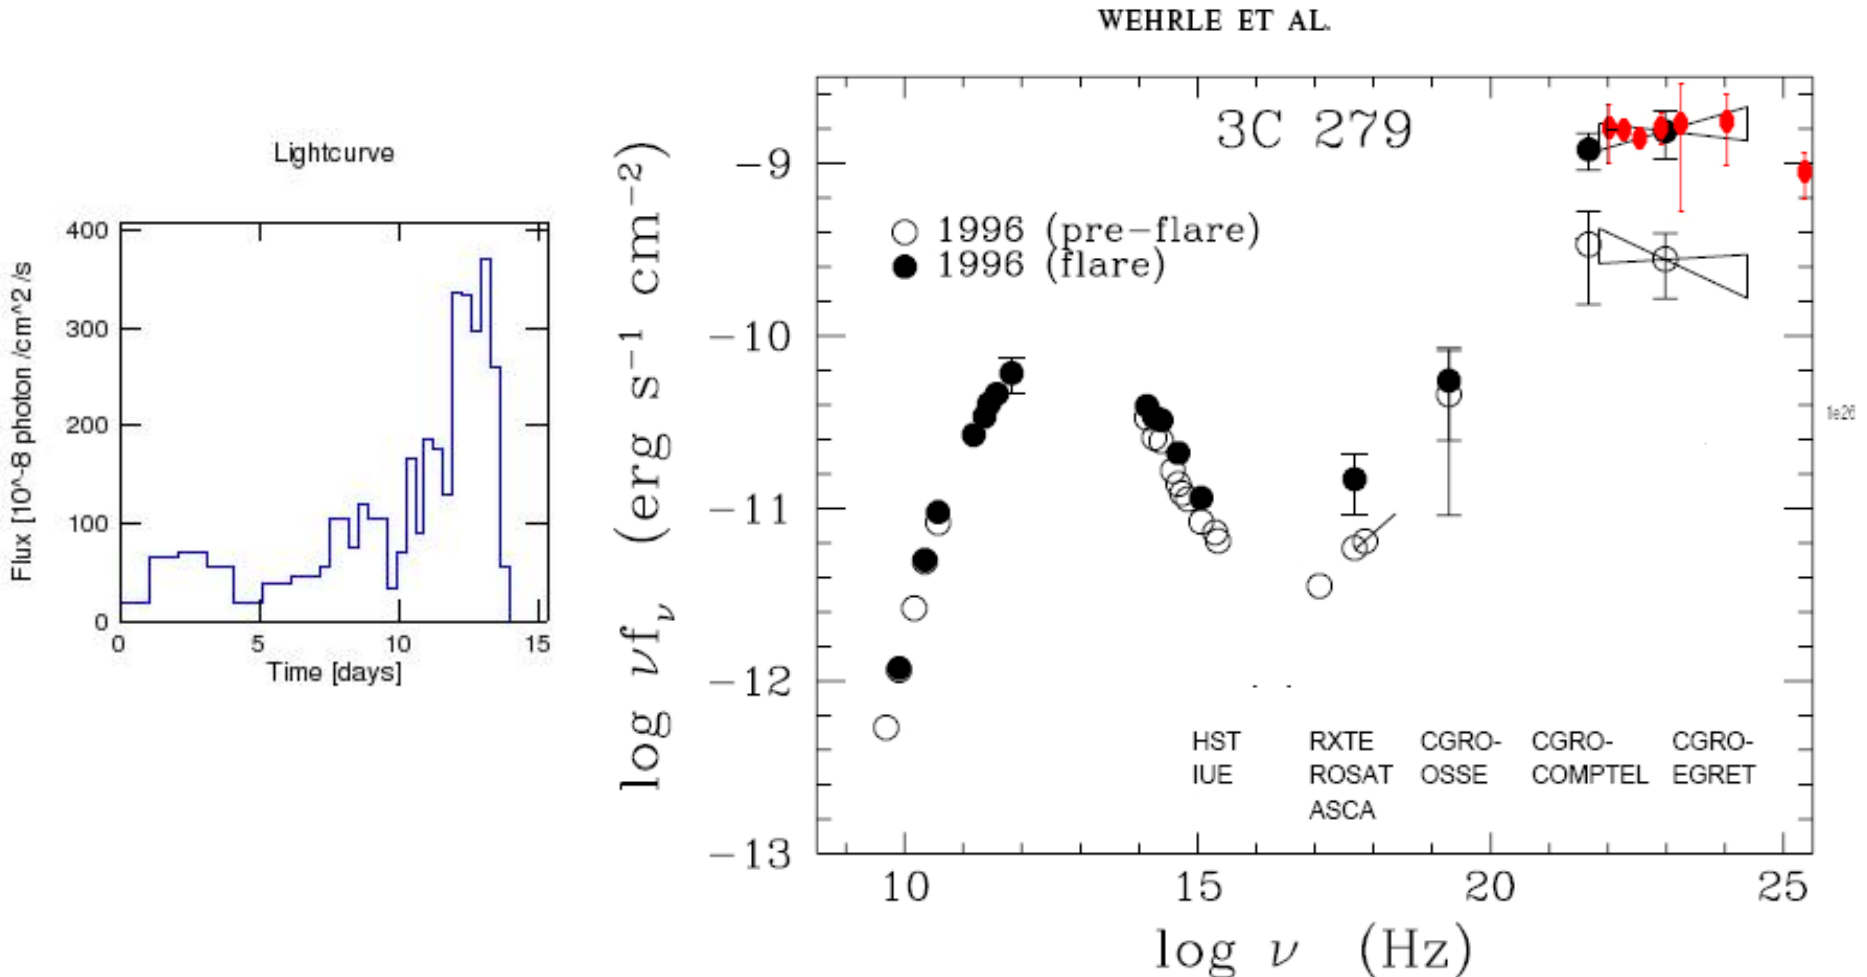 WEHRLE ET AL.
Lightcurve
Flux [10^-8 photon /cm^2 /s
400
300
200
100
0
0 5 10 15
Time [days]
log νfν (erg s−1 cm−2)
3C 279
1996 (pre-flare)
1996 (flare)
-9
-10
-11
-12
-13
1e26
HST RXTE CGRO- CGRO- CGRO-
IUE ROSAT OSSE COMPTEL EGRET
ASCA
10 15 20 25
log ν (Hz)